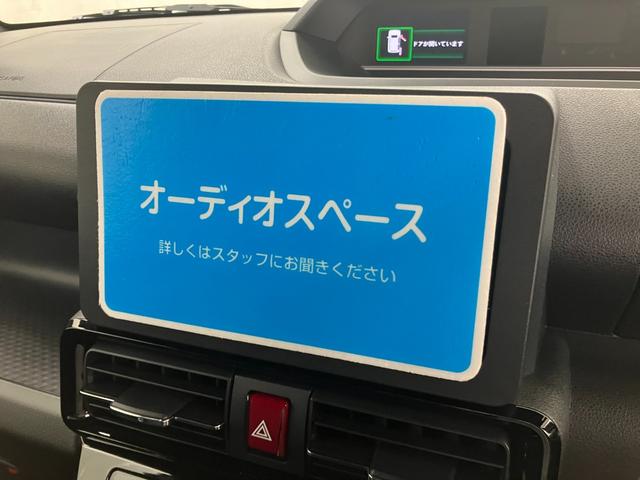 ドアが開いています
オーディオスペース
詳しくはスタッフにお聞きください